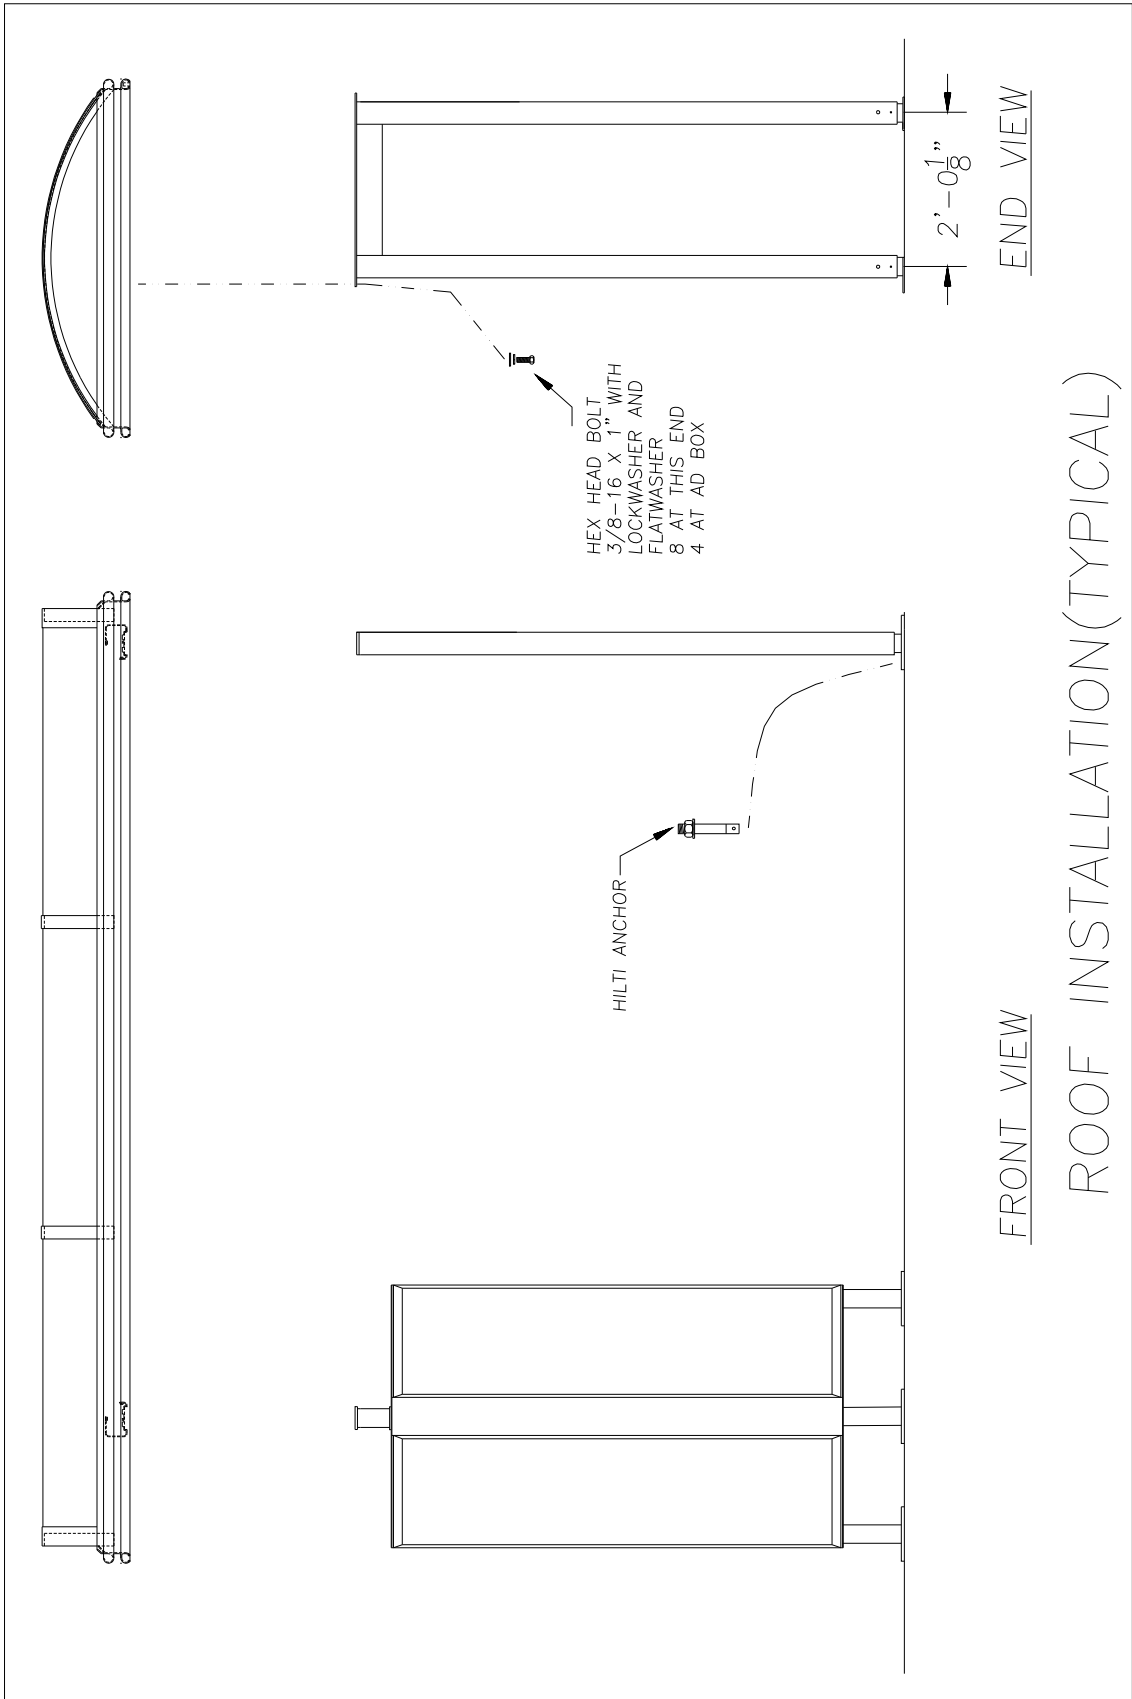 HEX HEAD BOLT
3/8-16 X 1" WITH
LOCKWASHER AND
FLATWASHER
8 AT THIS END
4 AT AD BOX
HILTI ANCHOR
2'-0 1/8"
FRONT VIEW
END VIEW
ROOF INSTALLATION(TYPICAL)